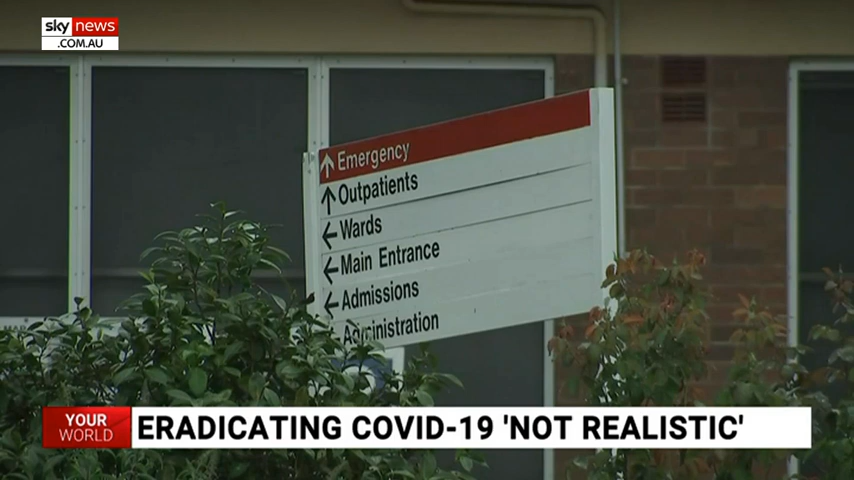 sky news
.COM.AU
Emergency
Outpatients
Wards
Main Entrance
Admissions
Administration
YOUR
WORLD
ERADICATING COVID-19 'NOT REALISTIC'